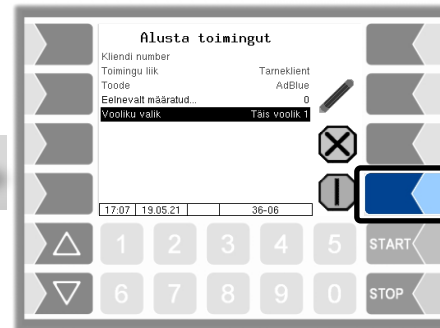 Alusta toimingut
Kliendi number
Toimingu liik Tarneklient
Toode AdBlue
Eelnevalt määratud... 0
Vooliku valik Täis voolik 1
17:07 19.05.21 36-06
1 2 3 4 5 START
6 7 8 9 0 STOP